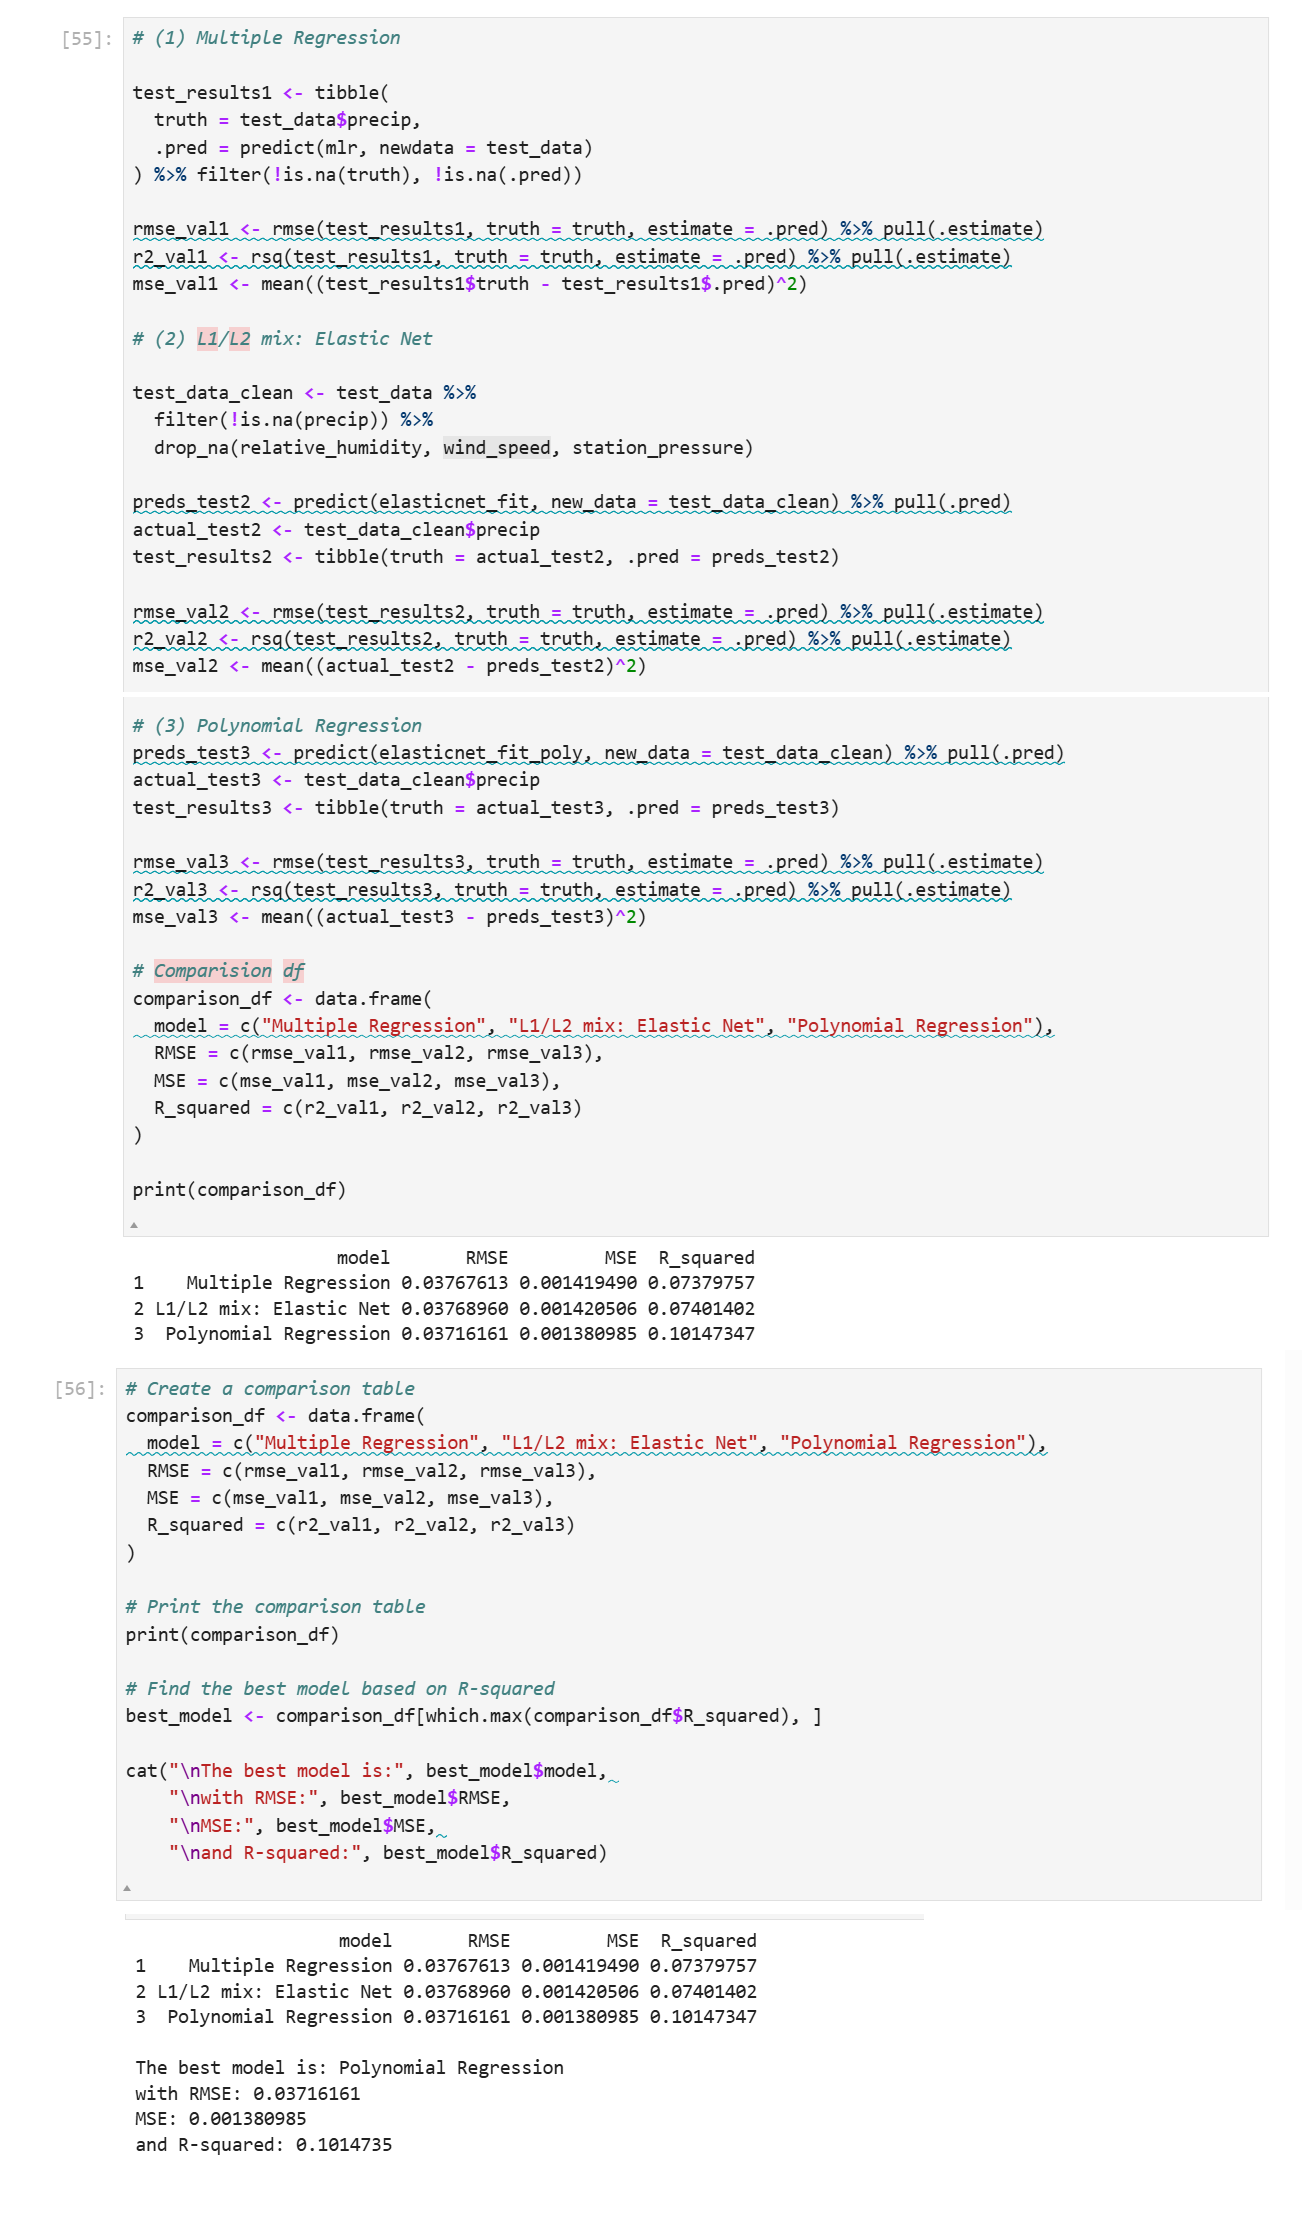 [55]: # (1) Multiple Regression
test_results1 <- tibble(
  truth = test_data$precip,
  .pred = predict(mlr, newdata = test_data)
) %>% filter(!is.na(truth), !is.na(.pred))
rmse_val1 <- rmse(test_results1, truth = truth, estimate = .pred) %>% pull(.estimate)
r2_val1 <- rsq(test_results1, truth = truth, estimate = .pred) %>% pull(.estimate)
mse_val1 <- mean((test_results1$truth - test_results1$.pred)^2)
# (2) L1/L2 mix: Elastic Net
test_data_clean <- test_data %>%
  filter(!is.na(precip)) %>%
  drop_na(relative_humidity, wind_speed, station_pressure)
preds_test2 <- predict(elasticnet_fit, new_data = test_data_clean) %>% pull(.pred)
actual_test2 <- test_data_clean$precip
test_results2 <- tibble(truth = actual_test2, .pred = preds_test2)
rmse_val2 <- rmse(test_results2, truth = truth, estimate = .pred) %>% pull(.estimate)
r2_val2 <- rsq(test_results2, truth = truth, estimate = .pred) %>% pull(.estimate)
mse_val2 <- mean((actual_test2 - preds_test2)^2)
# (3) Polynomial Regression
preds_test3 <- predict(elasticnet_fit_poly, new_data = test_data_clean) %>% pull(.pred)
actual_test3 <- test_data_clean$precip
test_results3 <- tibble(truth = actual_test3, .pred = preds_test3)
rmse_val3 <- rmse(test_results3, truth = truth, estimate = .pred) %>% pull(.estimate)
r2_val3 <- rsq(test_results3, truth = truth, estimate = .pred) %>% pull(.estimate)
mse_val3 <- mean((actual_test3 - preds_test3)^2)
# Comparision df
comparison_df <- data.frame(
  model = c("Multiple Regression", "L1/L2 mix: Elastic Net", "Polynomial Regression"),
  RMSE = c(rmse_val1, rmse_val2, rmse_val3),
  MSE = c(mse_val1, mse_val2, mse_val3),
  R_squared = c(r2_val1, r2_val2, r2_val3)
)
print(comparison_df)
model RMSE MSE R_squared
1 Multiple Regression 0.03767613 0.001419490 0.07379757
2 L1/L2 mix: Elastic Net 0.03768960 0.001420506 0.07401402
3 Polynomial Regression 0.03716161 0.001380985 0.10147347
[56]: # Create a comparison table
comparison_df <- data.frame(
  model = c("Multiple Regression", "L1/L2 mix: Elastic Net", "Polynomial Regression"),
  RMSE = c(rmse_val1, rmse_val2, rmse_val3),
  MSE = c(mse_val1, mse_val2, mse_val3),
  R_squared = c(r2_val1, r2_val2, r2_val3)
)
# Print the comparison table
print(comparison_df)
# Find the best model based on R-squared
best_model <- comparison_df[which.max(comparison_df$R_squared), ]
cat("\nThe best model is:", best_model$model,
    "\nwith RMSE:", best_model$RMSE,
    "\nMSE:", best_model$MSE,
    "\nand R-squared:", best_model$R_squared)
model RMSE MSE R_squared
1 Multiple Regression 0.03767613 0.001419490 0.07379757
2 L1/L2 mix: Elastic Net 0.03768960 0.001420506 0.07401402
3 Polynomial Regression 0.03716161 0.001380985 0.10147347
The best model is: Polynomial Regression
with RMSE: 0.03716161
MSE: 0.001380985
and R-squared: 0.1014735